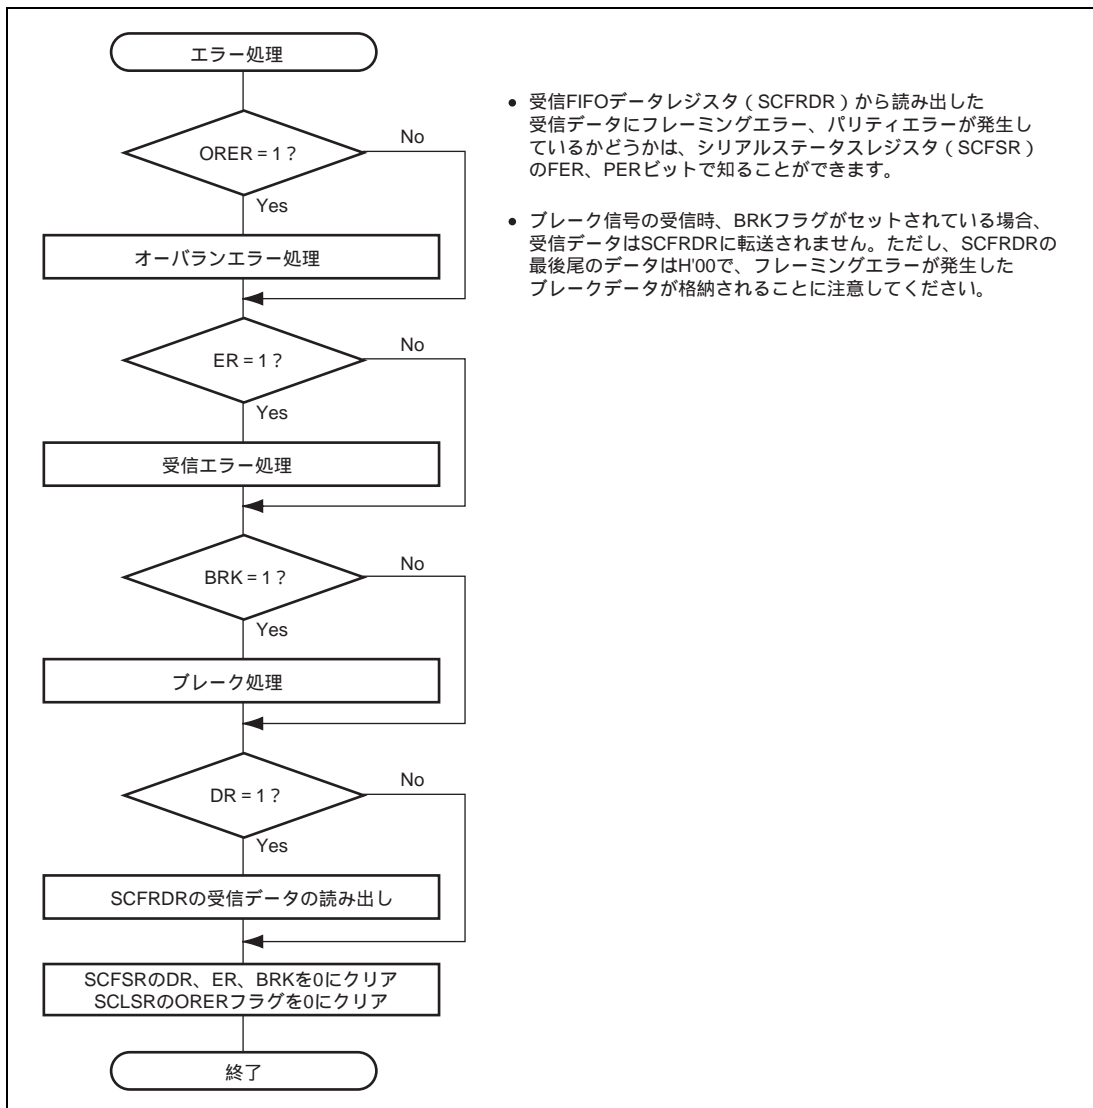 エラー処理
ORER = 1 ?
No
Yes
オーバランエラー処理
ER = 1 ?
No
Yes
受信エラー処理
BRK = 1 ?
No
Yes
ブレーク処理
DR = 1 ?
No
Yes
SCFRDRの受信データの読み出し
SCFSRのDR、ER、BRKを0にクリア
SCLSRのORERフラグを0にクリア
終了
● 受信FIFOデータレジスタ（SCFRDR）から読み出した
受信データにフレーミングエラー、パリティエラーが発生し
ているかどうかは、シリアルステータスレジスタ（SCFSR）
のFER、PERビットで知ることができます。
● ブレーク信号の受信時、BRKフラグがセットされている場合、
受信データはSCFRDRに転送されません。ただし、SCFRDRの
最後尾のデータはH'00で、フレーミングエラーが発生した
ブレークデータが格納されることに注意してください。